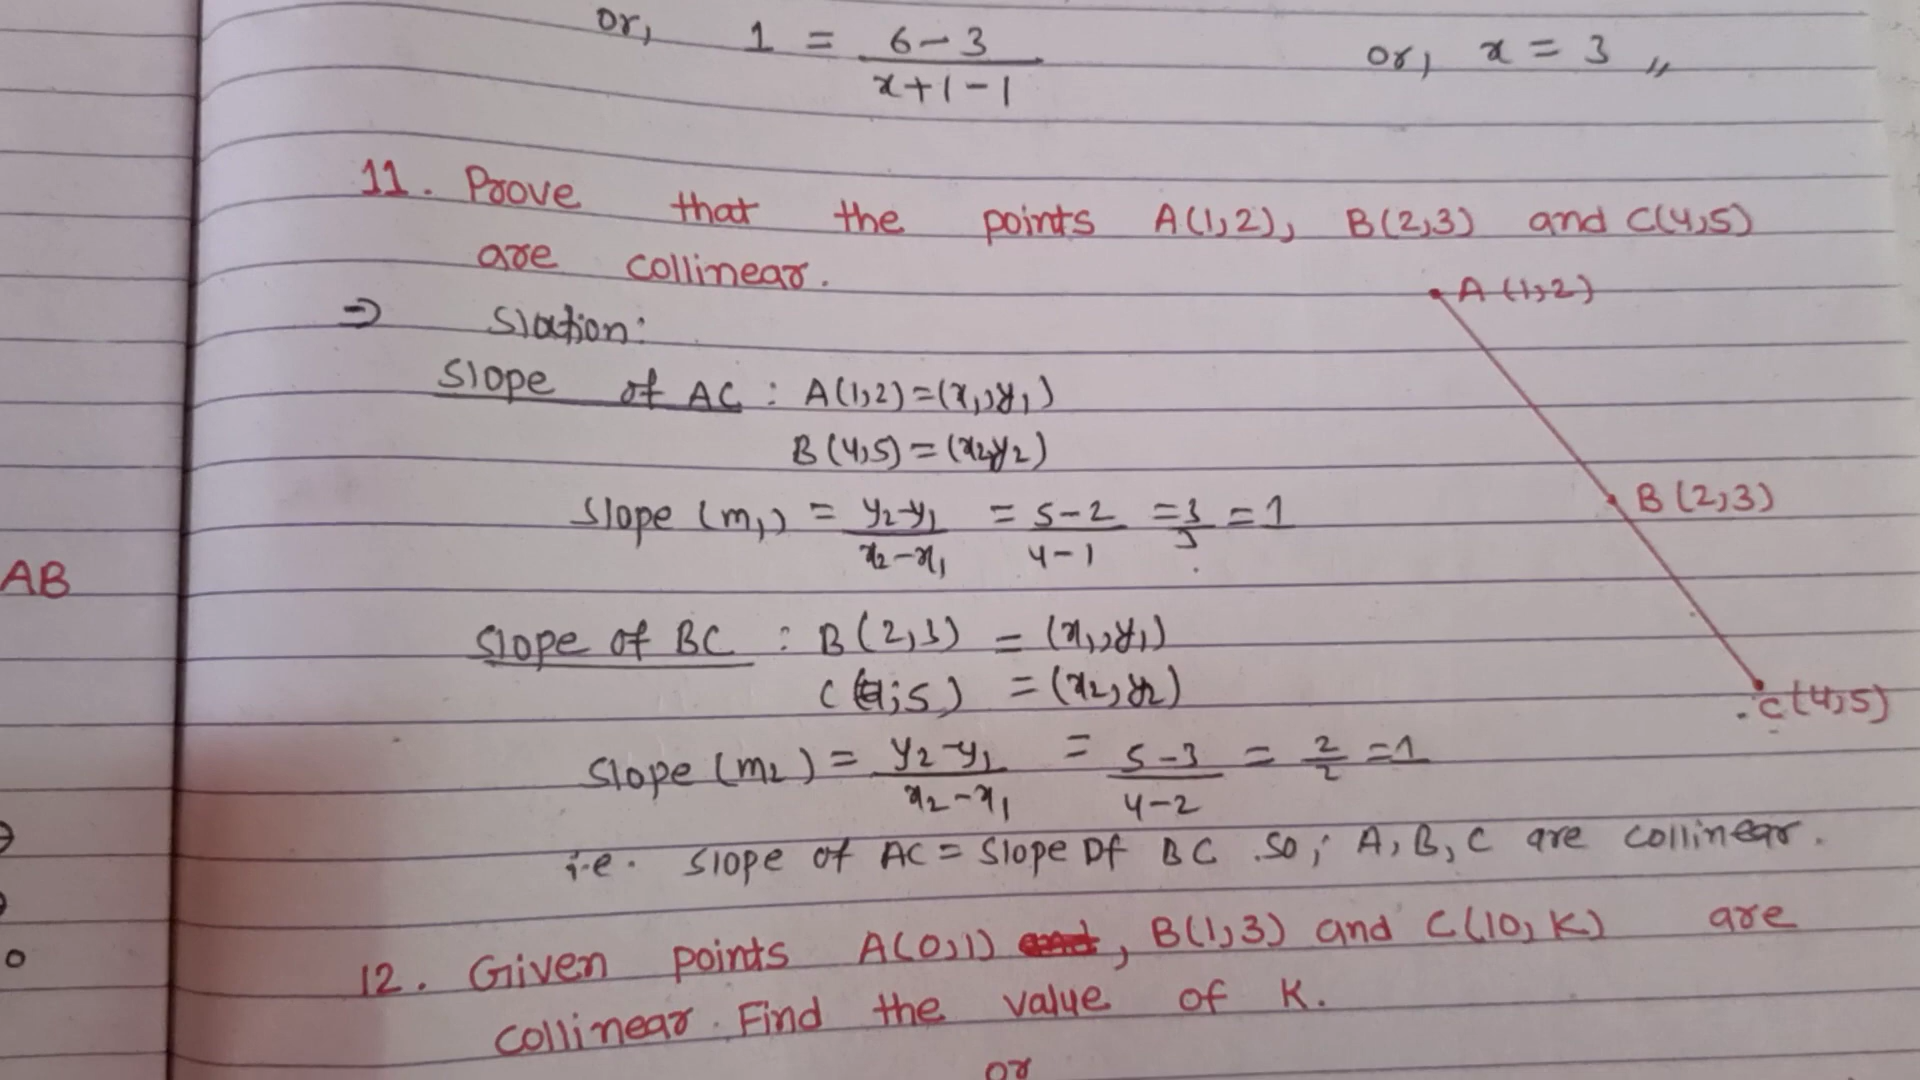 or, 1 = 6-3 / x+1-1 or, x = 3 ,,
11. Prove that the points A(1,2), B(2,3) and C(4,5)
are collinear.
A (1,2)
⇒ Slation:
Slope of AC : A(1,2)=(x₁,y₁)
B(4,5)=(x₂,y₂)
B(2,3)
Slope (m₁) = y₂-y₁ / x₂-x₁ = 5-2 / 4-1 = 3/3 = 1
AB
Slope of BC : B(2,3) = (x₁,y₁)
C(4,5) = (x₂,y₂)
C(4,5)
Slope (m₂) = y₂-y₁ / x₂-x₁ = 5-3 / 4-2 = 2/2 = 1
i.e. slope of AC = Slope Of BC . so; A, B, C are collinear.
12. Given points A(0,1) , B(1,3) and C(10, K) are
collinear. Find the value of K.
or